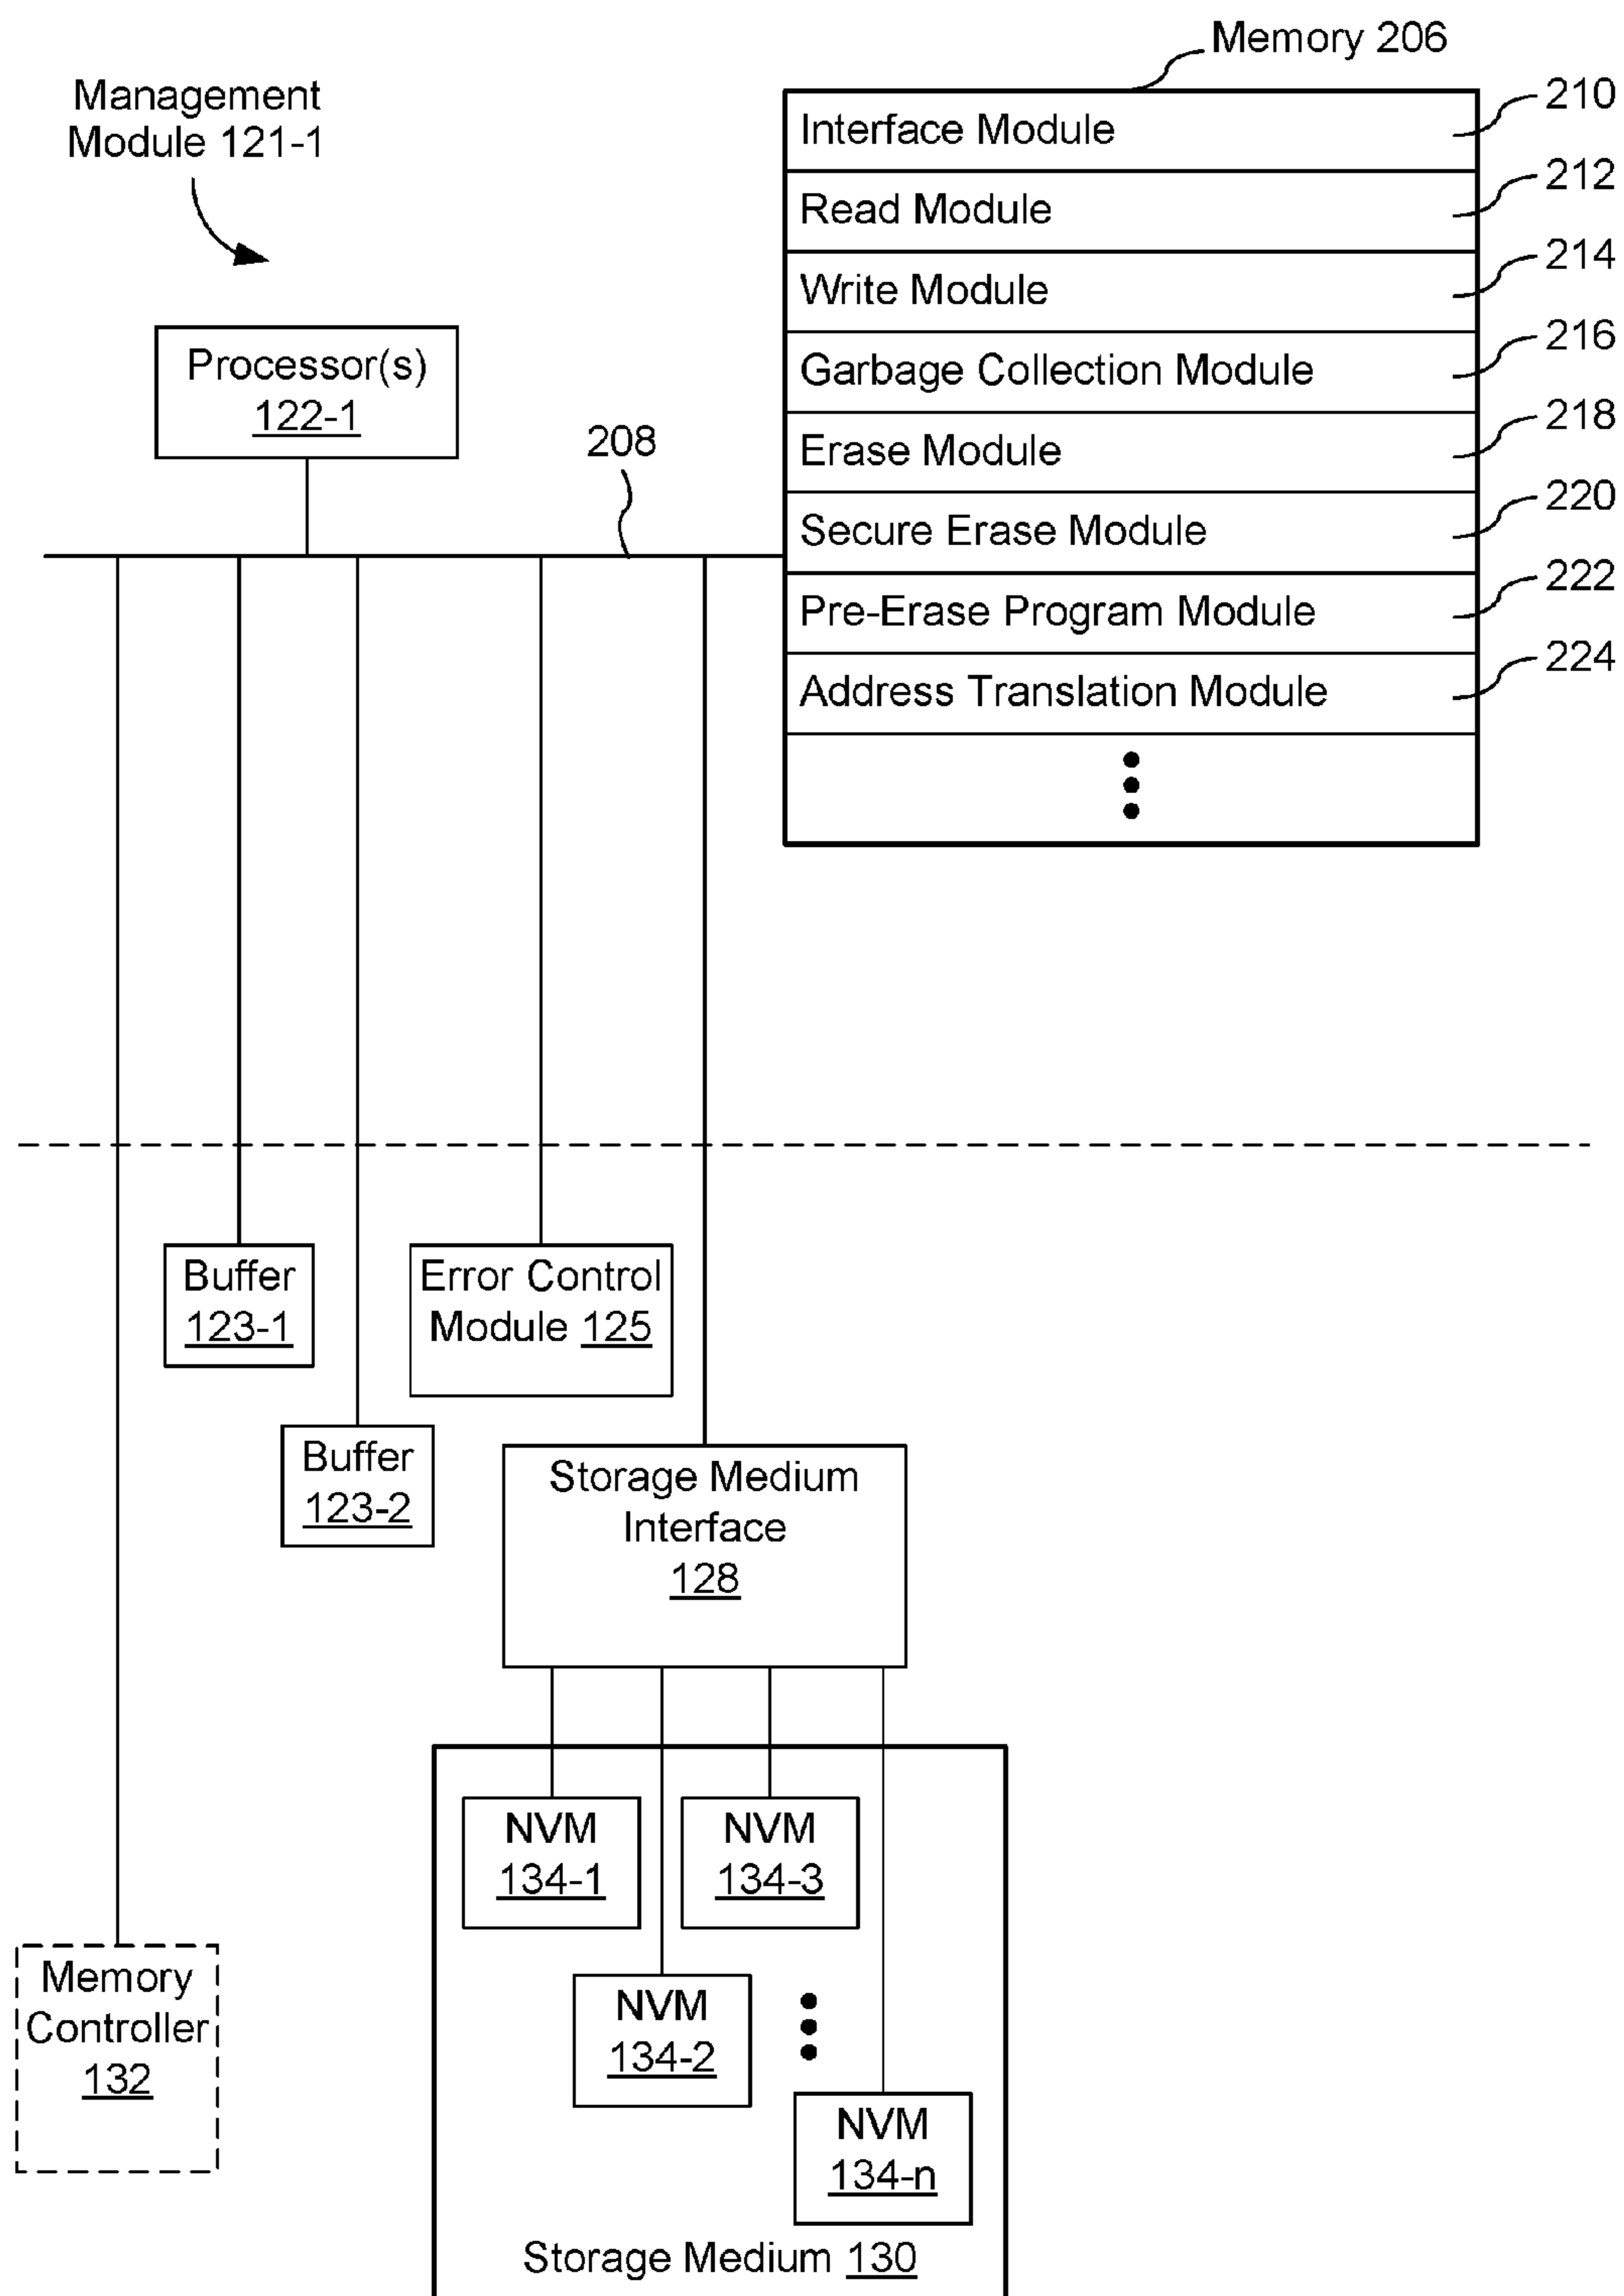 Memory 206
Management
Module 121-1
Interface Module
210
Read Module
212
Write Module
214
Garbage Collection Module
216
Erase Module
218
Secure Erase Module
220
Pre-Erase Program Module
222
Address Translation Module
224
Processor(s)
122-1
208
Buffer
123-1
Error Control
Module 125
Buffer
123-2
Storage Medium
Interface
128
NVM
134-1
NVM
134-3
NVM
134-2
NVM
134-n
Memory
Controller
132
Storage Medium 130